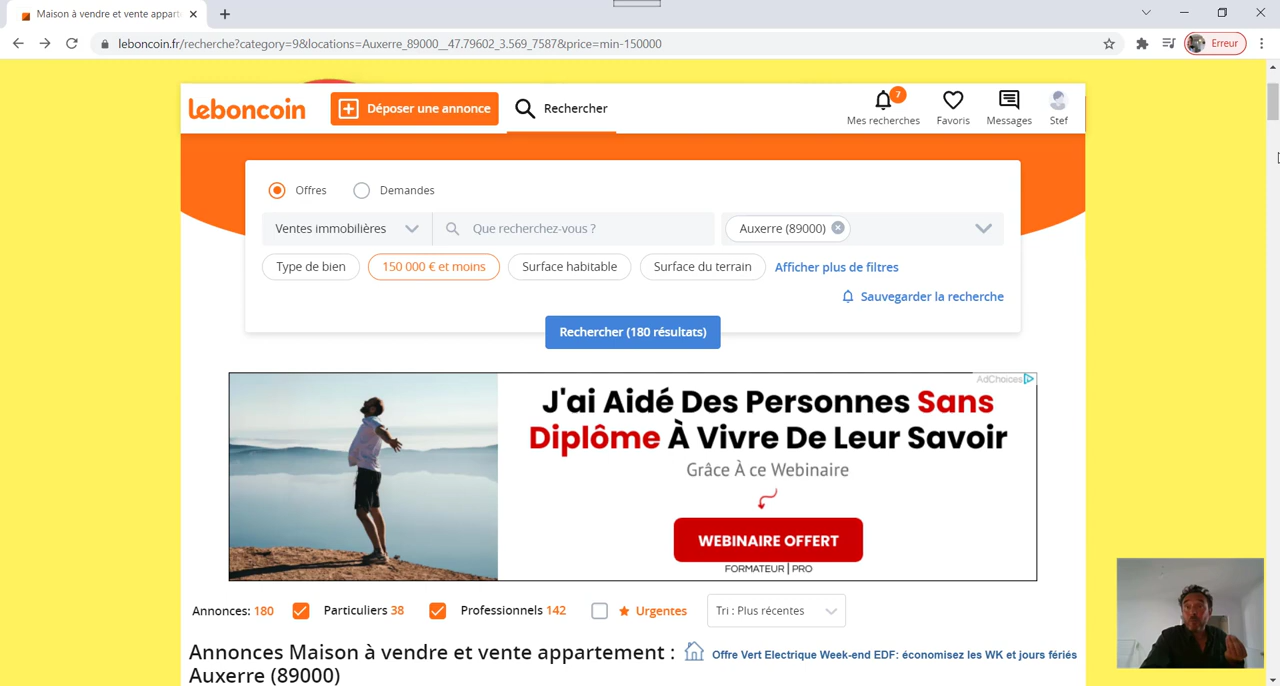 Maison à vendre et vente appart
Erreur
leboncoin.fr/recherche?category=9&locations=Auxerre_89000__47.79602_3.569_7587&price=min-150000
leboncoin
Déposer une annonce
Rechercher
7
Mes recherches
Favoris
Messages
Stef
Offres
Demandes
Ventes immobilières
Que recherchez-vous ?
Auxerre (89000)
Type de bien
150 000 € et moins
Surface habitable
Surface du terrain
Afficher plus de filtres
Sauvegarder la recherche
Rechercher (180 résultats)
AdChoices
J'ai Aidé Des Personnes Sans
Diplôme À Vivre De Leur Savoir
Grâce À ce Webinaire
WEBINAIRE OFFERT
FORMATEUR | PRO
Annonces: 180
Particuliers 38
Professionnels 142
Urgentes
Tri : Plus récentes
Annonces Maison à vendre et vente appartement :
Auxerre (89000)
Offre Vert Electrique Week-end EDF: économisez les WK et jours fériés